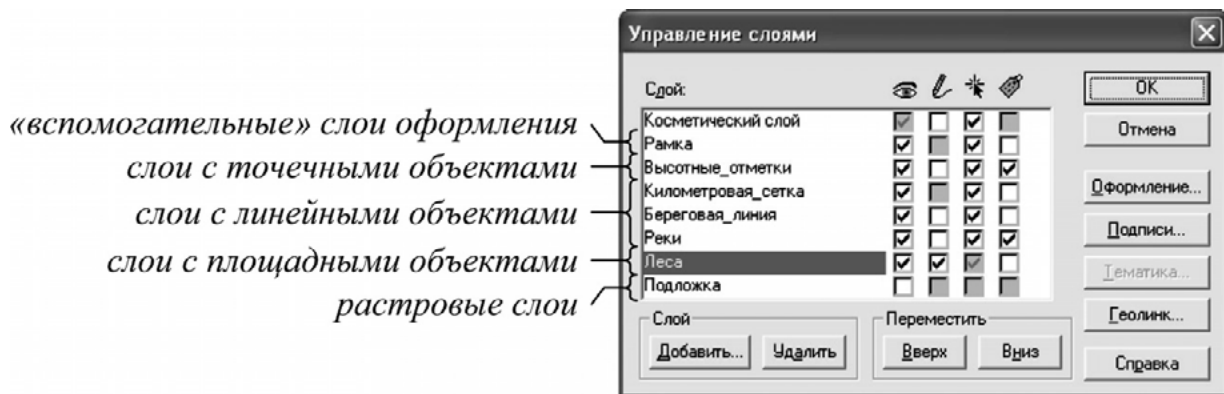 Управление слоями
Слой:
Косметический слой
Рамка
Высотные_отметки
Километровая_сетка
Береговая_линия
Реки
Леса
Подложка
«вспомогательные» слои оформления
слои с точечными объектами
слои с линейными объектами
слои с площадными объектами
растровые слои
OK
Отмена
Оформление...
Подписи...
Тематика...
Геолинк...
Справка
Слой
Добавить...
Удалить
Переместить
Вверх
Вниз